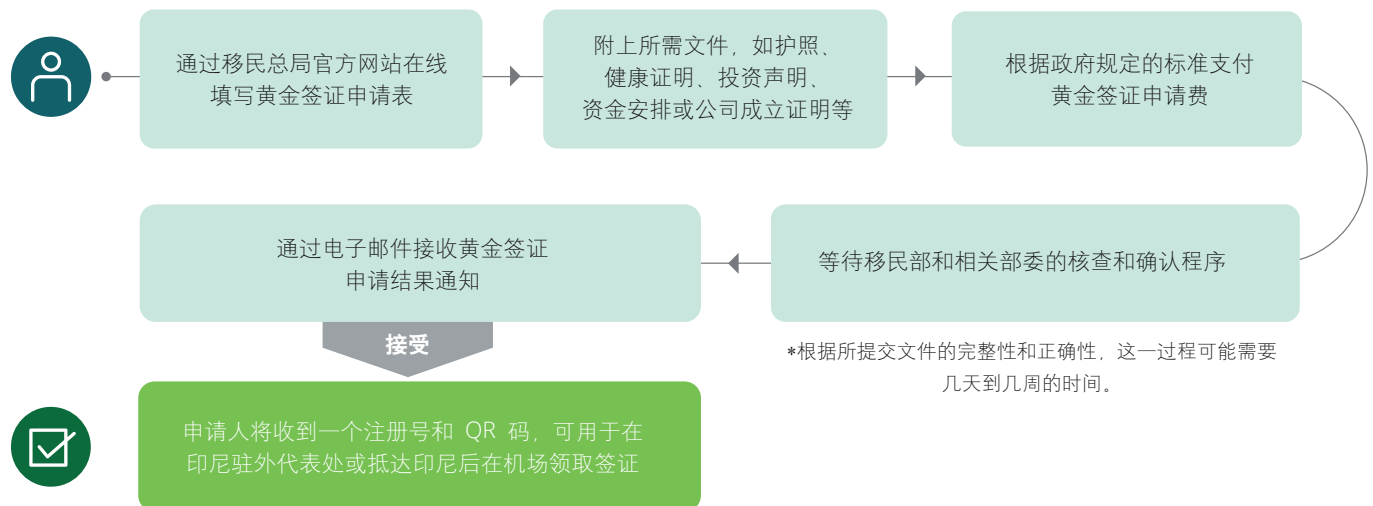 通过移民总局官方网站在线
填写黄金签证申请表
附上所需文件，如护照、
健康证明、投资声明、
资金安排或公司成立证明等
根据政府规定的标准支付
黄金签证申请费
等待移民部和相关部委的核查和确认程序
*根据所提交文件的完整性和正确性，这一过程可能需要
几天到几周的时间。
通过电子邮件接收黄金签证
申请结果通知
接受
申请人将收到一个注册号和 QR 码，可用于在
印尼驻外代表处或抵达印尼后在机场领取签证